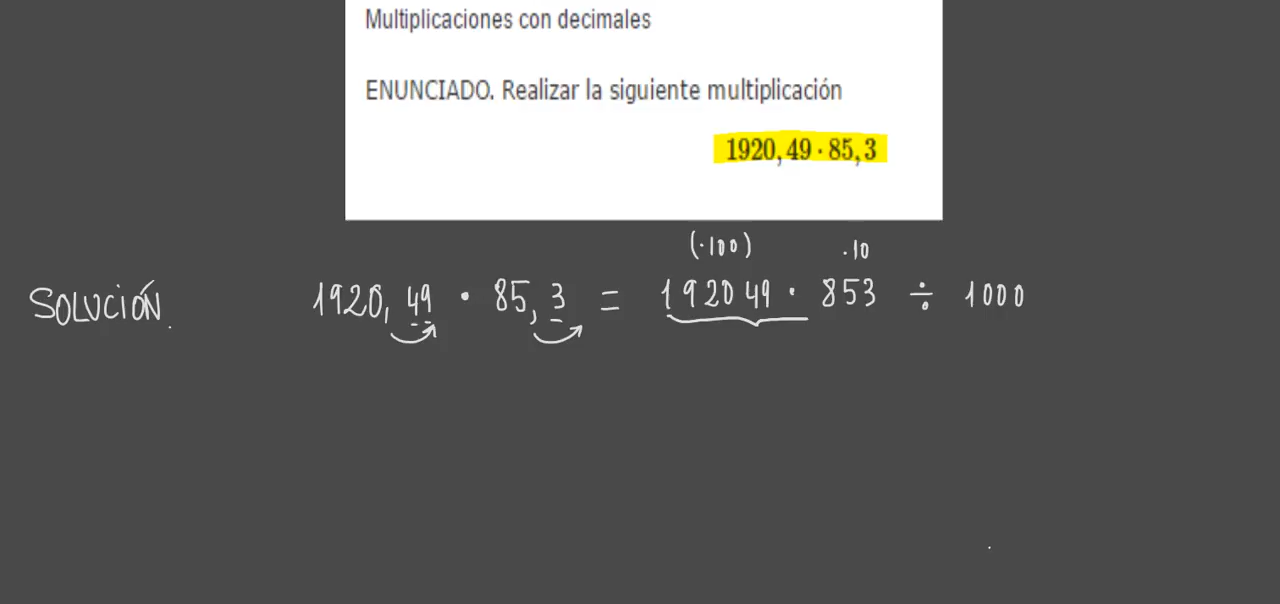 Multiplicaciones con decimales
ENUNCIADO. Realizar la siguiente multiplicación
1920,49 · 85,3
(·100) ·10
SOLUCIÓN. 1920,49 · 85,3 = 192049 · 853 ÷ 1000